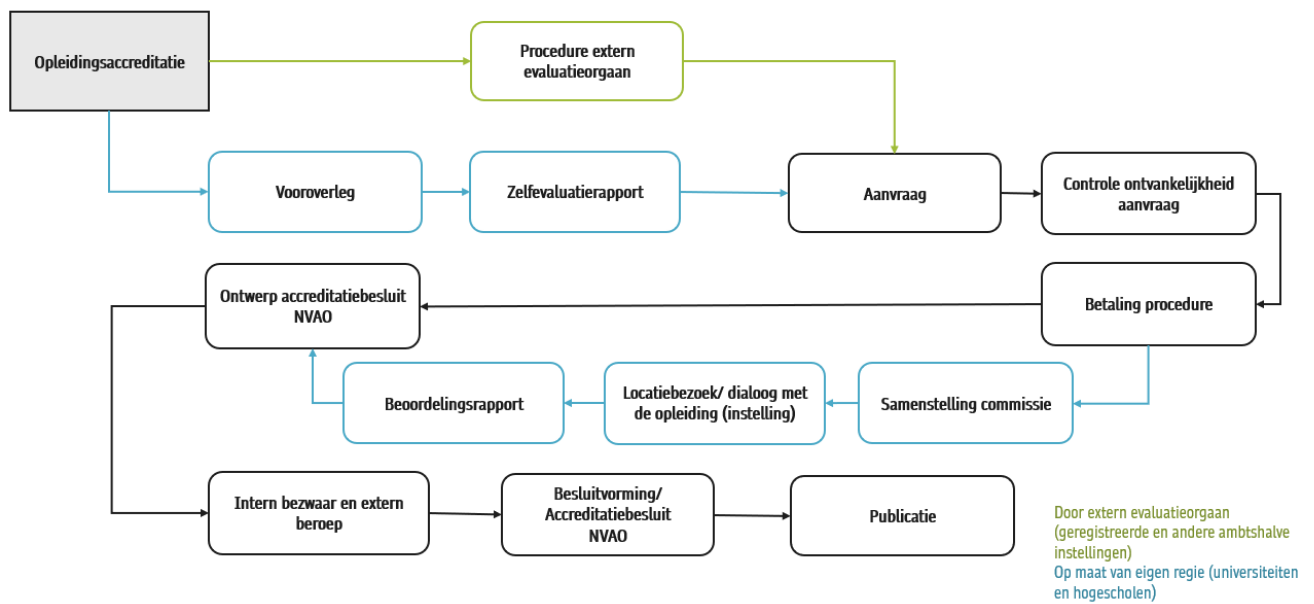 Opleidingsaccreditatie
Procedure extern
evaluatieorgaan
Vooroverleg
Zelfevaluatierapport
Aanvraag
Controle ontvankelijkheid
aanvraag
Ontwerp accreditatiebesluit
NVAO
Betaling procedure
Beoordelingsrapport
Locatiebezoek/ dialoog met
de opleiding (instelling)
Samenstelling commissie
Intern bezwaar en extern
beroep
Besluitvorming/
Accreditatiebesluit
NVAO
Publicatie
Door extern evaluatieorgaan
(geregistreerde en andere ambtshalve
instellingen)
Op maat van eigen regie (universiteiten
en hogescholen)